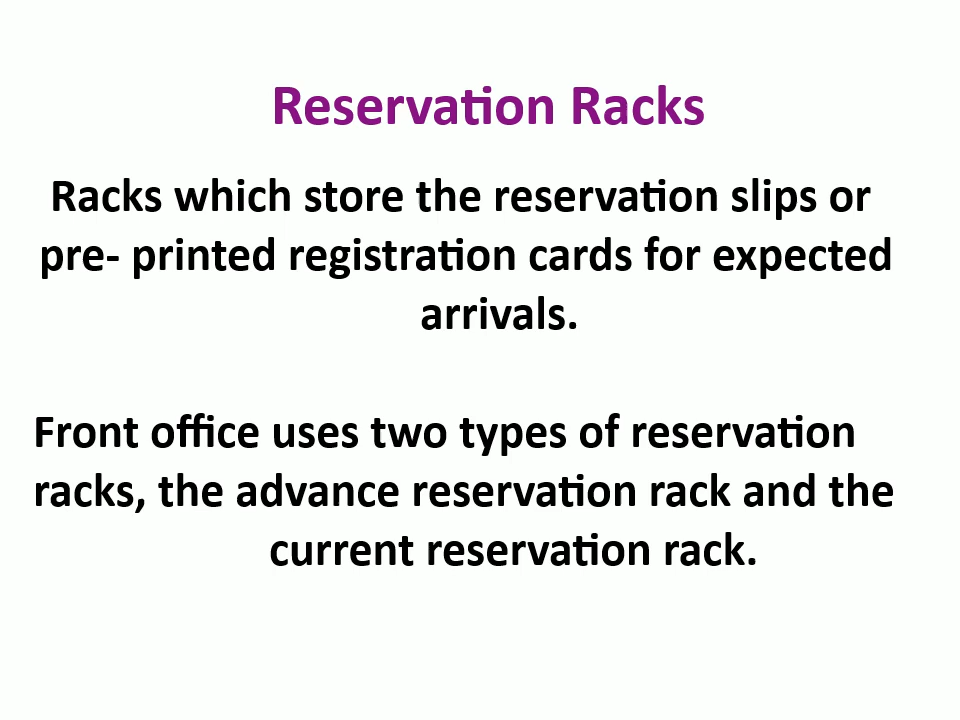 Reservation Racks
Racks which store the reservation slips or
pre- printed registration cards for expected
arrivals.
Front office uses two types of reservation
racks, the advance reservation rack and the
current reservation rack.